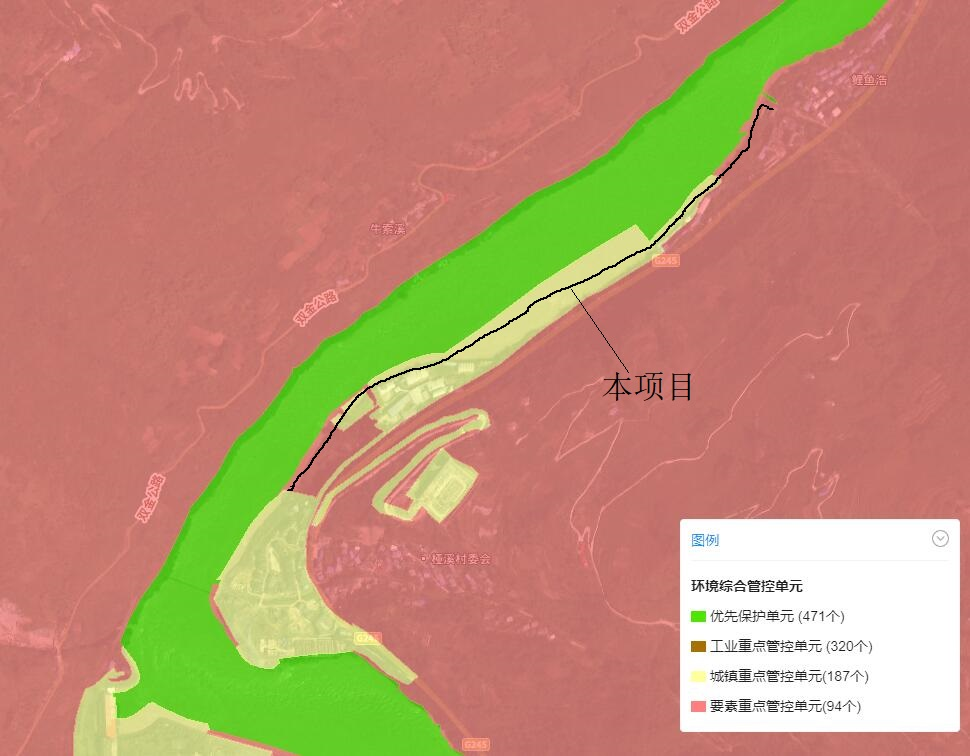 双金公路
鲤鱼浩
牛索溪
G245
双金公路
本项目
双金公路
桠溪村委会
G245
G245
图例
环境综合管控单元
优先保护单元 (471个)
工业重点管控单元 (320个)
城镇重点管控单元(187个)
要素重点管控单元(94个)